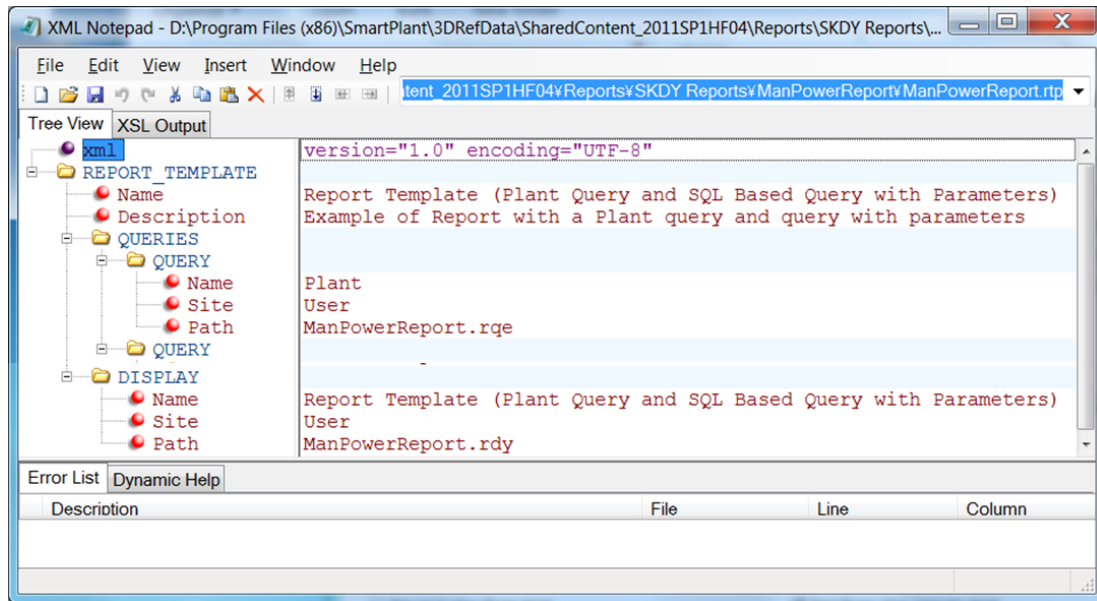 XML Notepad - D:\Program Files (x86)\SmartPlant\3DRefData\SharedContent_2011SP1HF04\Reports\SKDY Reports\...
File Edit View Insert Window Help
tent_2011SP1HF04¥Reports¥SKDY Reports¥ManPowerReport¥ManPowerReport.rtp
Tree View XSL Output
xml version="1.0" encoding="UTF-8"
REPORT_TEMPLATE
Name Report Template (Plant Query and SQL Based Query with Parameters)
Description Example of Report with a Plant query and query with parameters
QUERIES
QUERY
Name Plant
Site User
Path ManPowerReport.rqe
QUERY
DISPLAY
Name Report Template (Plant Query and SQL Based Query with Parameters)
Site User
Path ManPowerReport.rdy
Error List Dynamic Help
Description File Line Column